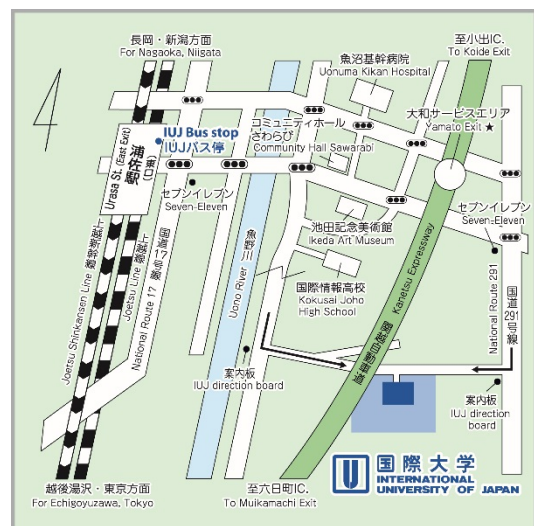 長岡・新潟方面
For Nagaoka, Niigata
魚沼基幹病院
Uonuma Kikan Hospital
至小出IC.
To Koide Exit
大和サービスエリア
Yamato Exit ★
コミュニティホール
さわらび
Community Hall Sawarabi
IUJ Bus stop
IUJバス停
浦佐駅
(東口)
Urasa St. (East Exit)
セブンイレブン
Seven-Eleven
セブンイレブン
Seven-Eleven
池田記念美術館
Ikeda Art Museum
国際情報高校
Kokusai Joho
High School
魚野川
Uono River
上越新幹線
Joetsu Shinkansen Line
上越線
Joetsu Line
国道17号線
National Route 17
Kanetsu Expressway
関越自動車道
National Route 291
国道291号線
案内板
IUJ direction
board
案内板
IUJ direction
board
国際大学
INTERNATIONAL
UNIVERSITY OF JAPAN
越後湯沢・東京方面
For Echigoyuzawa, Tokyo
至六日町IC.
To Muikamachi Exit